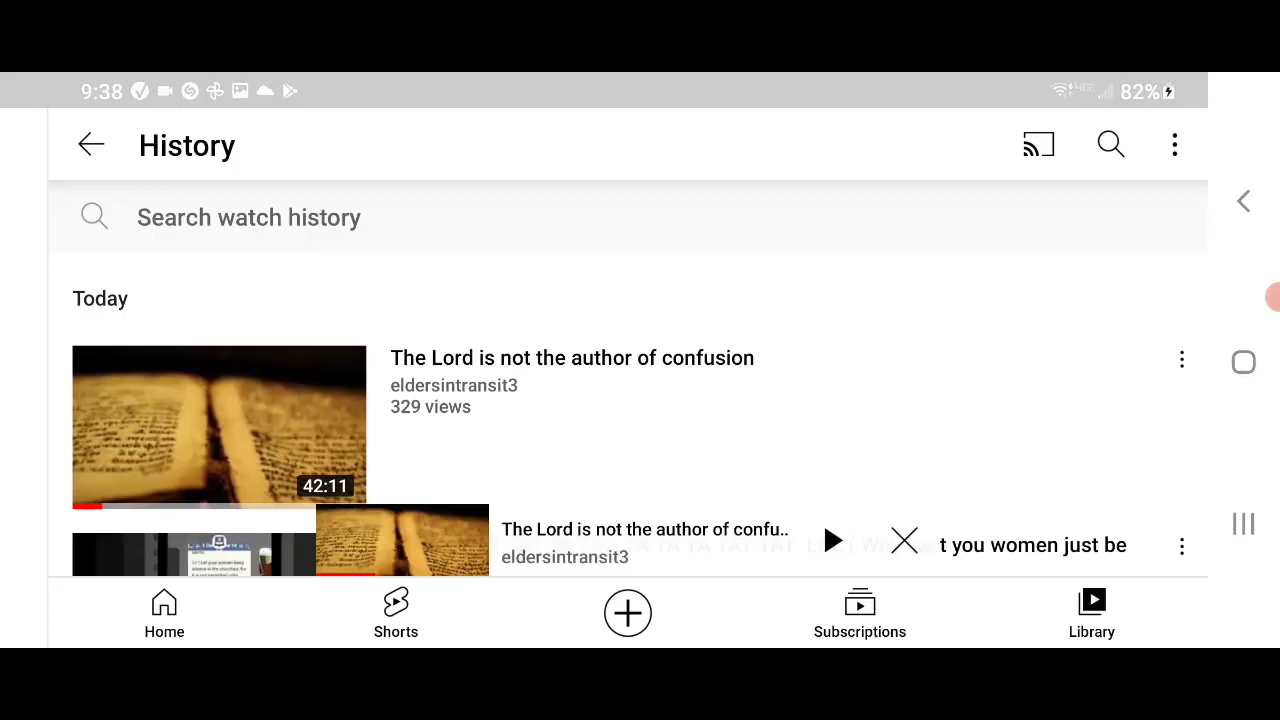 9:38
82%
History
Search watch history
Today
The Lord is not the author of confusion
eldersintransit3
329 views
42:11
The Lord is not the author of confu..
eldersintransit3
t you women just be
Home
Shorts
Subscriptions
Library